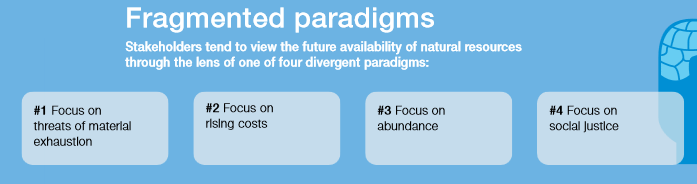 Fragmented paradigms
Stakeholders tend to view the future availability of natural resources
through the lens of one of four divergent paradigms:
#1 Focus on
threats of material
exhaustion
#2 Focus on
rising costs
#3 Focus on
abundance
#4 Focus on
social justice